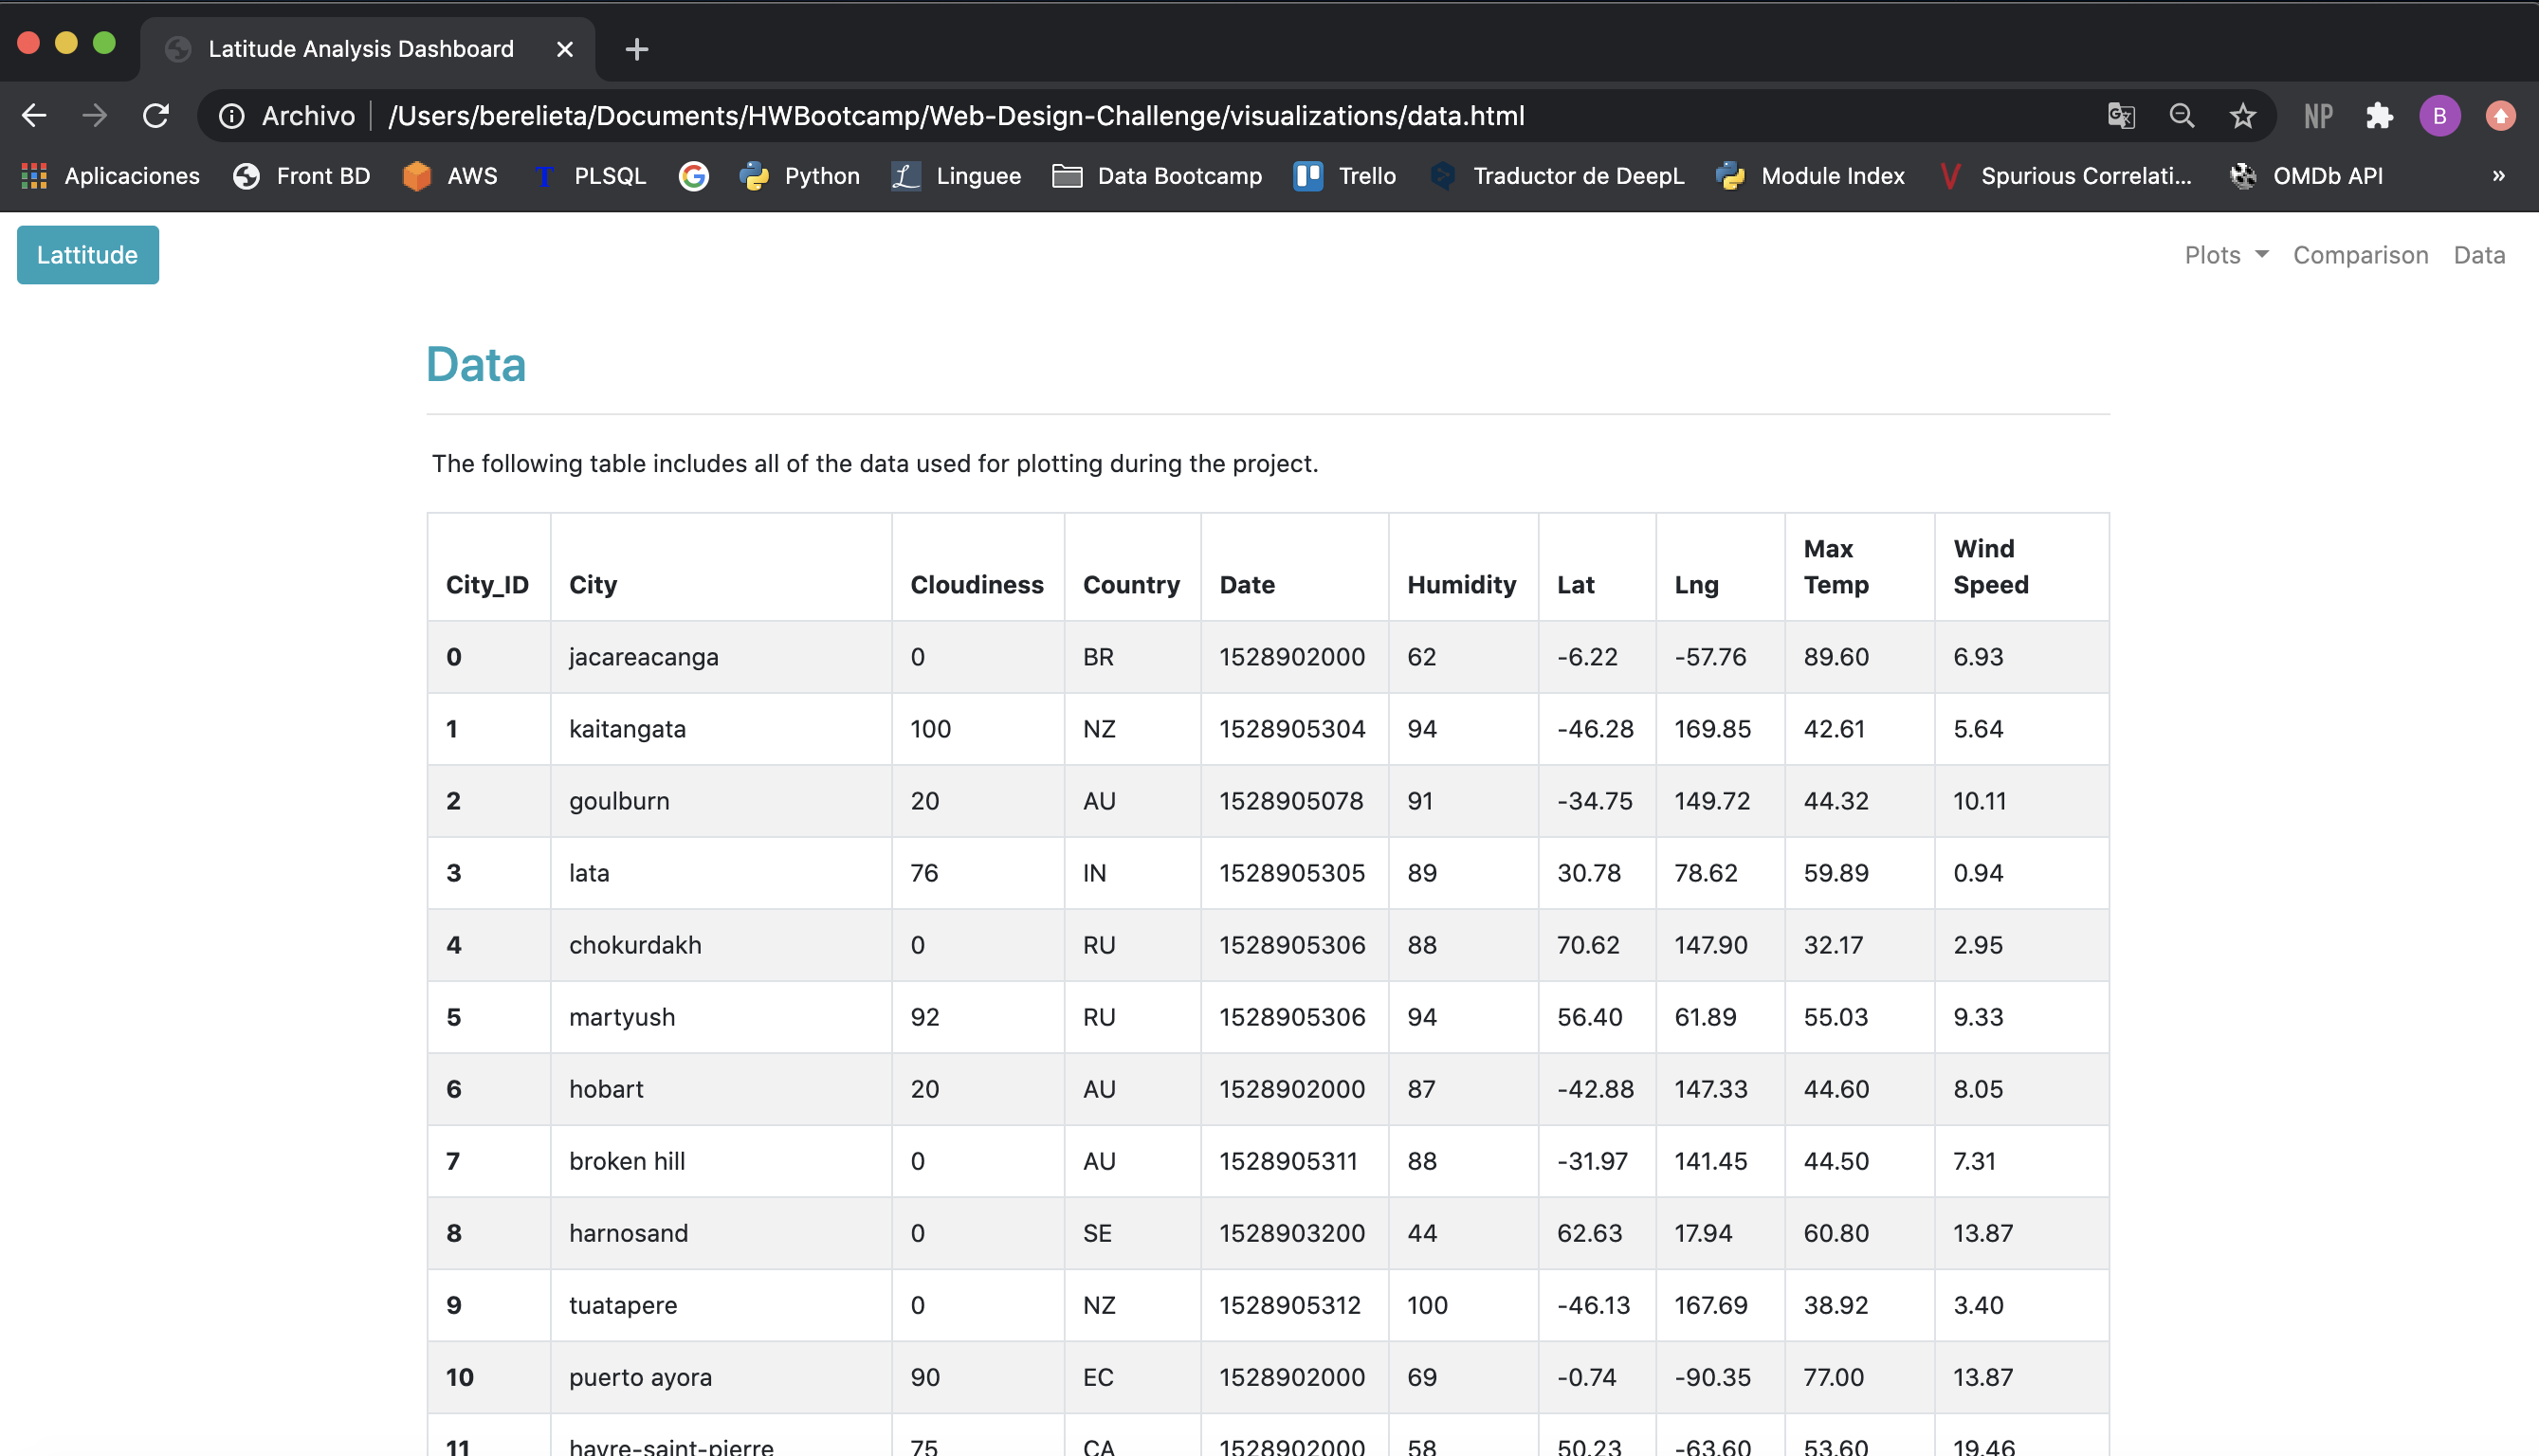 Latitude Analysis Dashboard
Archivo /Users/berelieta/Documents/HWBootcamp/Web-Design-Challenge/visualizations/data.html NP B
Aplicaciones Front BD AWS T PLSQL G Python L Linguee Data Bootcamp Trello Traductor de DeepL Module Index V Spurious Correlati... OMDb API »
Lattitude Plots Comparison Data
Data
The following table includes all of the data used for plotting during the project.
City_ID City Cloudiness Country Date Humidity Lat Lng Max Temp Wind Speed
0 jacareacanga 0 BR 1528902000 62 -6.22 -57.76 89.60 6.93
1 kaitangata 100 NZ 1528905304 94 -46.28 169.85 42.61 5.64
2 goulburn 20 AU 1528905078 91 -34.75 149.72 44.32 10.11
3 lata 76 IN 1528905305 89 30.78 78.62 59.89 0.94
4 chokurdakh 0 RU 1528905306 88 70.62 147.90 32.17 2.95
5 martyush 92 RU 1528905306 94 56.40 61.89 55.03 9.33
6 hobart 20 AU 1528902000 87 -42.88 147.33 44.60 8.05
7 broken hill 0 AU 1528905311 88 -31.97 141.45 44.50 7.31
8 harnosand 0 SE 1528903200 44 62.63 17.94 60.80 13.87
9 tuatapere 0 NZ 1528905312 100 -46.13 167.69 38.92 3.40
10 puerto ayora 90 EC 1528902000 69 -0.74 -90.35 77.00 13.87
11 havre-saint-pierre 75 CA 1528902000 58 50.23 -63.60 53.60 19.46